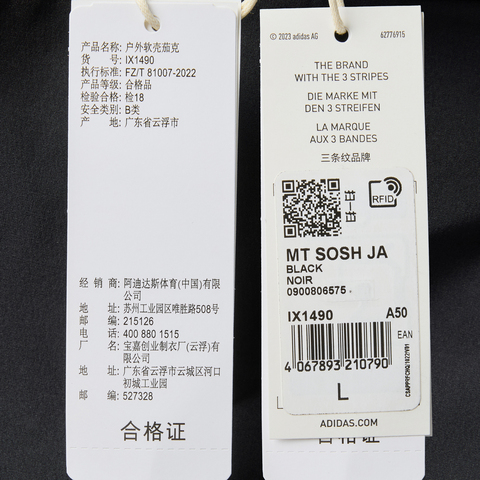 产品名称: 户外软壳茄克
货    号: IX1490
执行标准: FZ/T 81007-2022
产品等级: 合格品
检验合格: 检18
安全类别: B类
产    地: 广东省云浮市
经 销 商: 阿迪达斯体育(中国)有限
公司
地    址: 苏州工业园区唯胜路508号
邮    编: 215126
电    话: 400 880 1515
厂    名: 宝嘉创业制衣厂(云浮)有
限公司
地    址: 广东省云浮市云城区河口
初城工业园
邮    编: 527328
合格证
© 2023 adidas AG
62776915
THE BRAND
WITH THE 3 STRIPES
DIE MARKE MIT
DEN 3 STREIFEN
LA MARQUE
AUX 3 BANDES
三条纹品牌
RFID
MT SOSH JA
BLACK
NOIR
0900806575
IX1490 A50
EAN
4 067893 210790
L
ADIDAS.COM
合格证